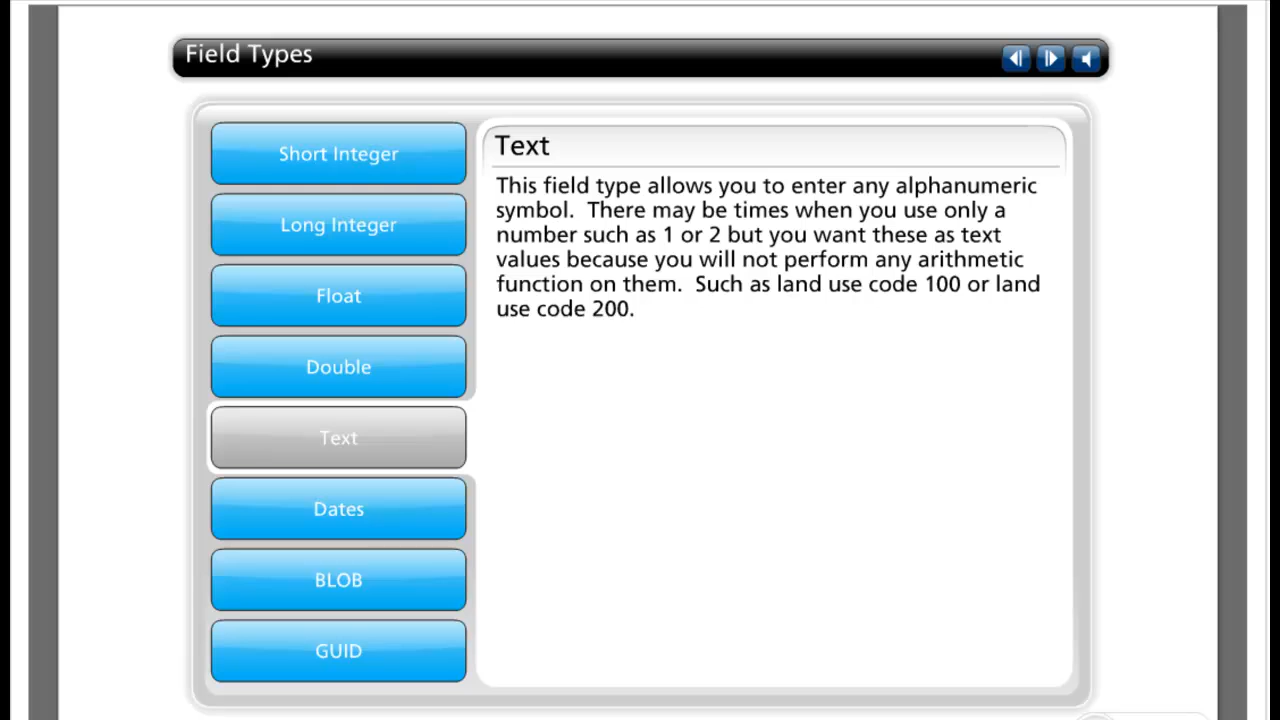 Field Types
Short Integer
Long Integer
Float
Double
Text
Dates
BLOB
GUID
Text
This field type allows you to enter any alphanumeric
symbol.  There may be times when you use only a
number such as 1 or 2 but you want these as text
values because you will not perform any arithmetic
function on them.  Such as land use code 100 or land
use code 200.